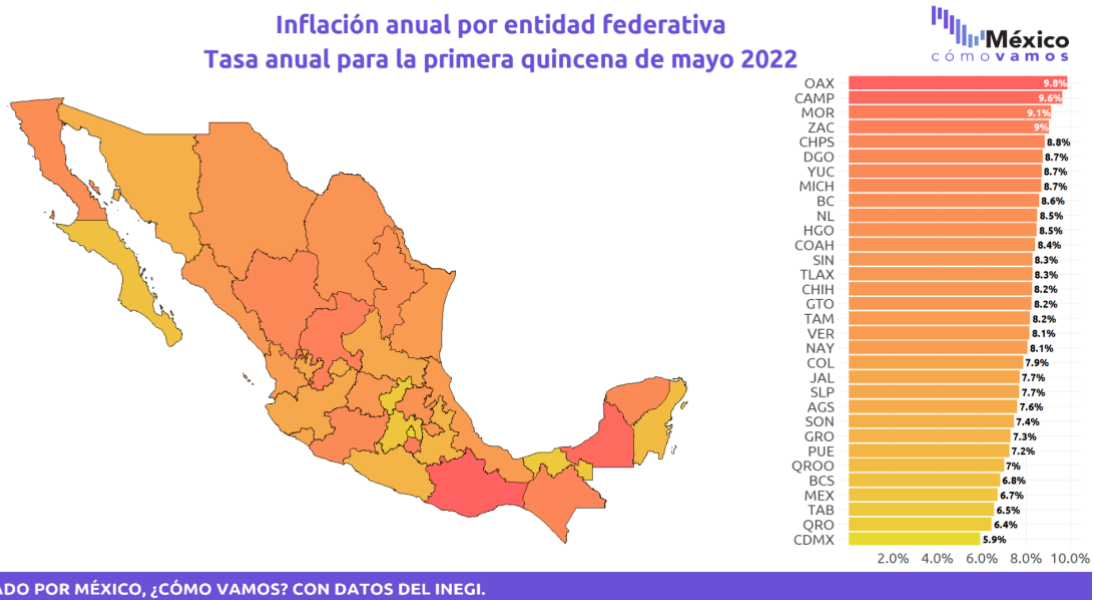 Inflación anual por entidad federativa
Tasa anual para la primera quincena de mayo 2022
México
cómovamos
OAX 9.8%
CAMP 9.6%
MOR 9.1%
ZAC 9%
CHPS 8.8%
DGO 8.7%
YUC 8.7%
MICH 8.7%
BC 8.6%
NL 8.5%
HGO 8.5%
COAH 8.4%
SIN 8.3%
TLAX 8.3%
CHIH 8.2%
GTO 8.2%
TAM 8.2%
VER 8.1%
NAY 8.1%
COL 7.9%
JAL 7.7%
SLP 7.7%
AGS 7.6%
SON 7.4%
GRO 7.3%
PUE 7.2%
QROO 7%
BCS 6.8%
MEX 6.7%
TAB 6.5%
QRO 6.4%
CDMX 5.9%
2.0% 4.0% 6.0% 8.0% 10.0%
ADO POR MÉXICO, ¿CÓMO VAMOS? CON DATOS DEL INEGI.